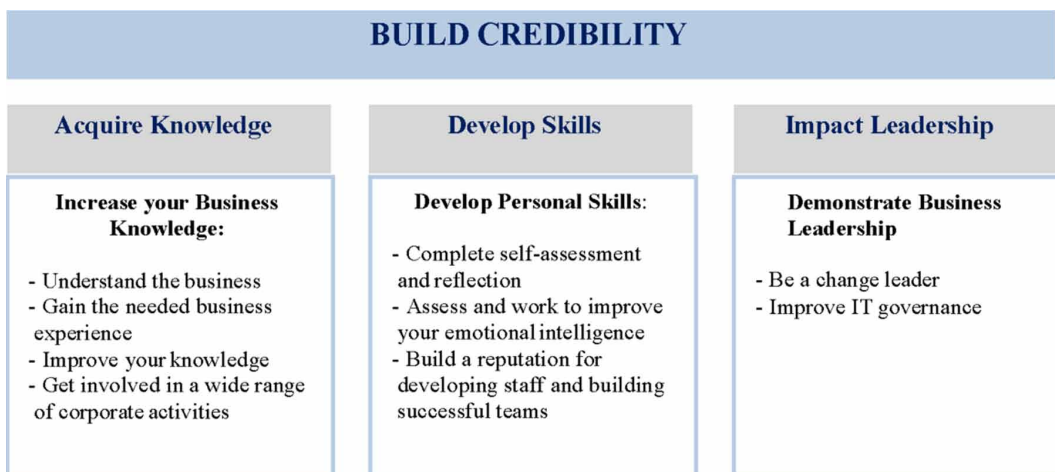 BUILD CREDIBILITY
Acquire Knowledge
Increase your Business
Knowledge:
- Understand the business
- Gain the needed business
experience
- Improve your knowledge
- Get involved in a wide range
of corporate activities
Develop Skills
Develop Personal Skills:
- Complete self-assessment
and reflection
- Assess and work to improve
your emotional intelligence
- Build a reputation for
developing staff and building
successful teams
Impact Leadership
Demonstrate Business
Leadership
- Be a change leader
- Improve IT governance